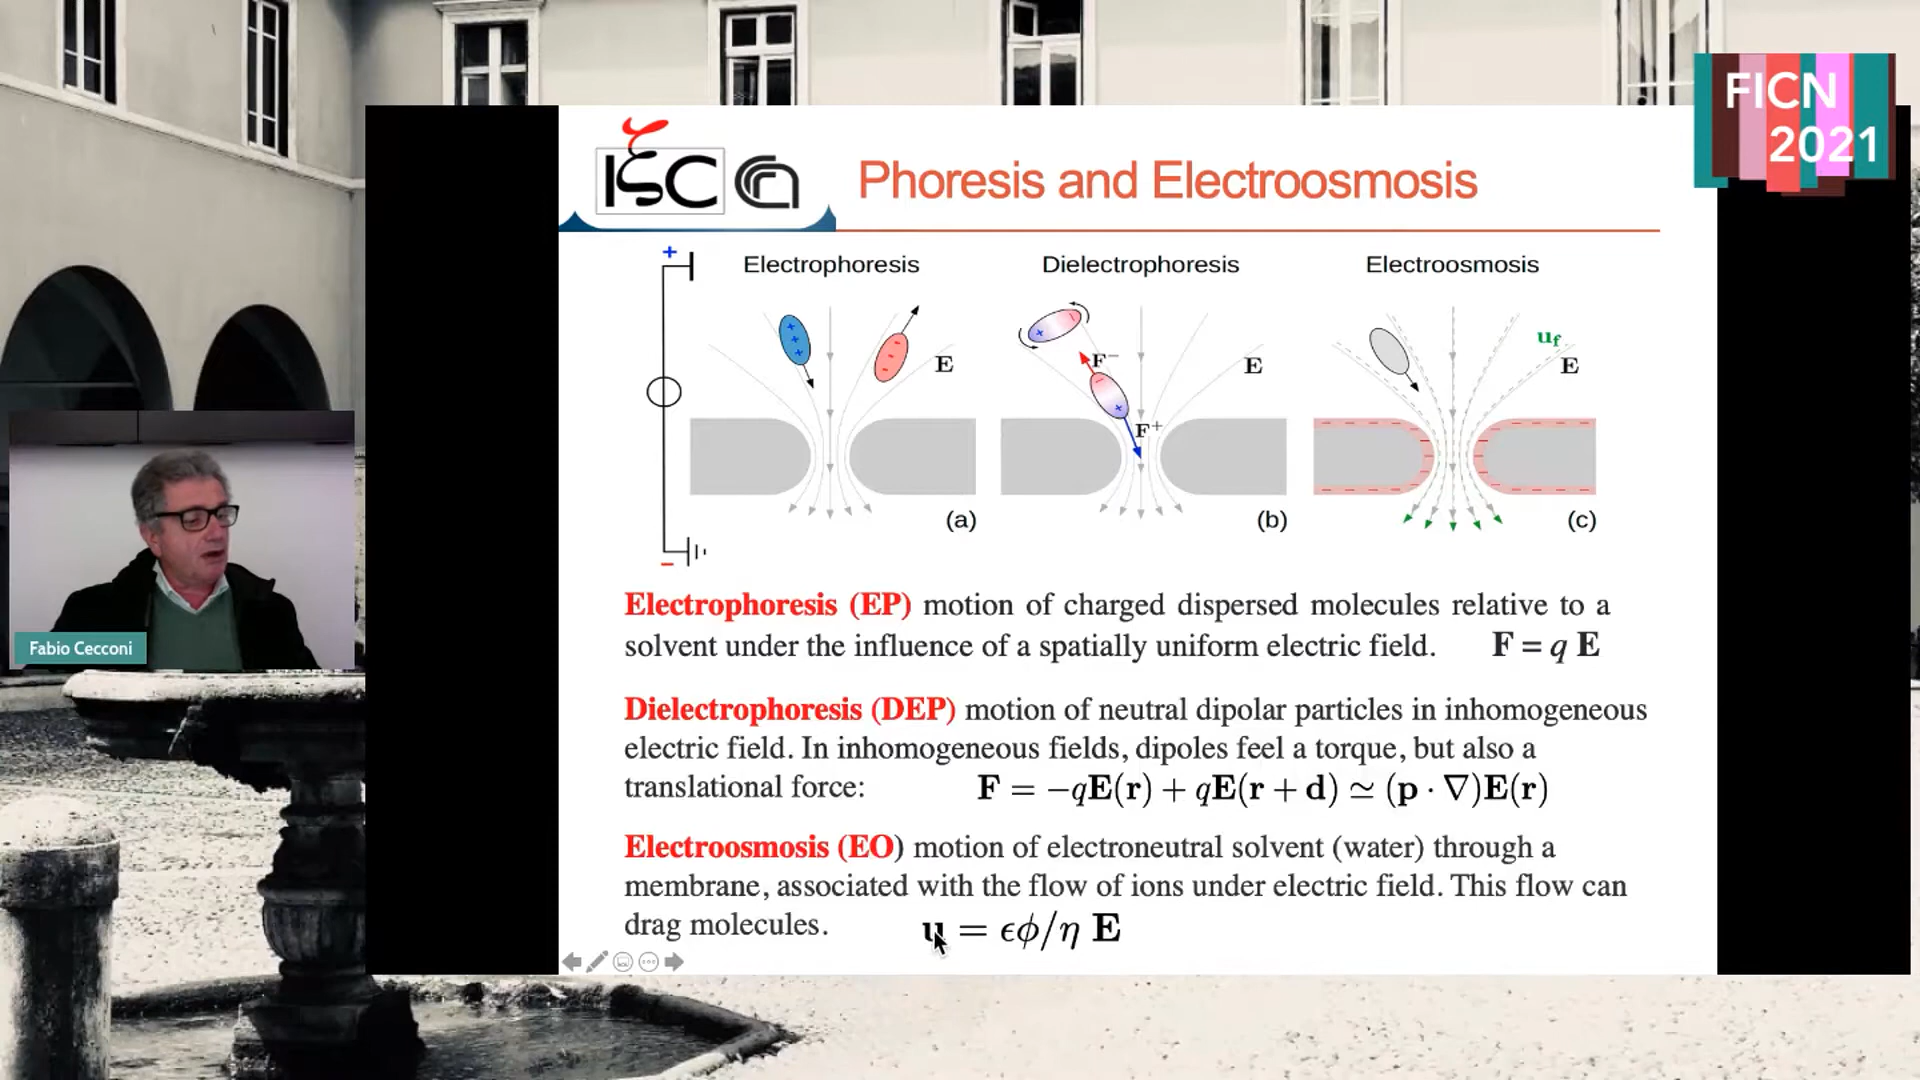 FICN
2021
ISC
Phoresis and Electroosmosis
+
Electrophoresis
Dielectrophoresis
Electroosmosis
E
F⁻
F⁺
E
u_f
E
(a)
(b)
(c)
−
Electrophoresis (EP) motion of charged dispersed molecules relative to a
solvent under the influence of a spatially uniform electric field. F = q E
Dielectrophoresis (DEP) motion of neutral dipolar particles in inhomogeneous
electric field. In inhomogeneous fields, dipoles feel a torque, but also a
translational force: F = −qE(r) + qE(r + d) ≃ (p · ∇)E(r)
Electroosmosis (EO) motion of electroneutral solvent (water) through a
membrane, associated with the flow of ions under electric field. This flow can
drag molecules. u = ϵϕ/η E
Fabio Cecconi